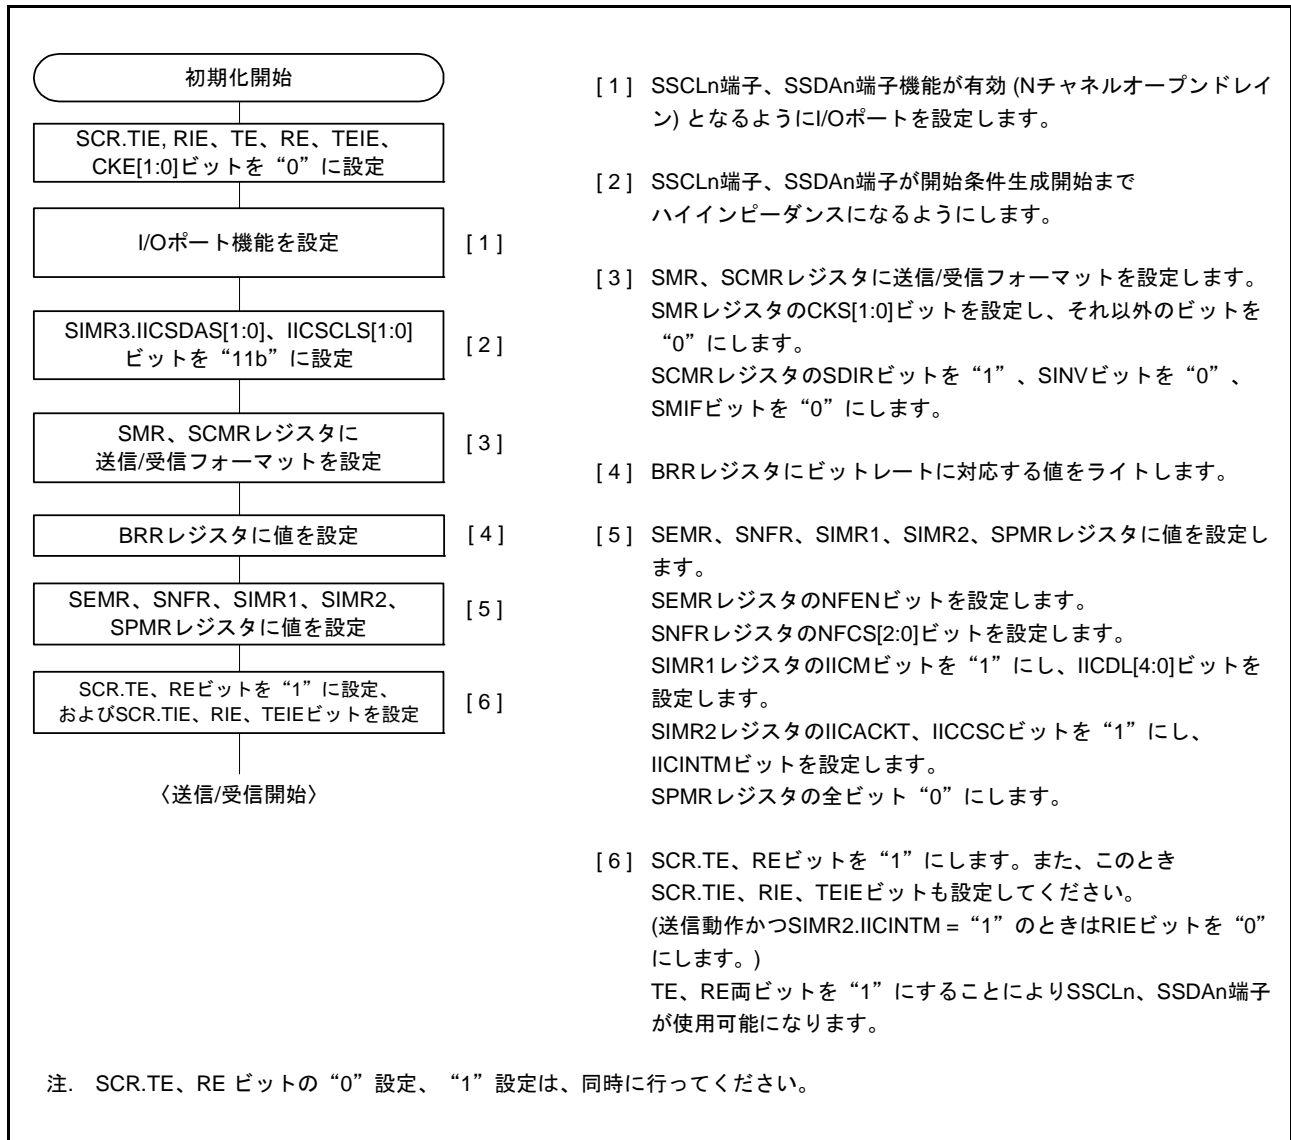 初期化開始
SCR.TIE, RIE、TE、RE、TEIE、
CKE[1:0]ビットを“0”に設定
I/Oポート機能を設定
[ 1 ]
SIMR3.IICSDAS[1:0]、IICSCLS[1:0]
ビットを“11b”に設定
[ 2 ]
SMR、SCMRレジスタに
送信/受信フォーマットを設定
[ 3 ]
BRRレジスタに値を設定
[ 4 ]
SEMR、SNFR、SIMR1、SIMR2、
SPMRレジスタに値を設定
[ 5 ]
SCR.TE、REビットを“1”に設定、
およびSCR.TIE、RIE、TEIEビットを設定
[ 6 ]
〈送信/受信開始〉
[ 1 ] SSCLn端子、SSDAn端子機能が有効 (Nチャネルオープンドレイ
ン) となるようにI/Oポートを設定します。
[ 2 ] SSCLn端子、SSDAn端子が開始条件生成開始まで
ハイインピーダンスになるようにします。
[ 3 ] SMR、SCMRレジスタに送信/受信フォーマットを設定します。
SMRレジスタのCKS[1:0]ビットを設定し、それ以外のビットを
“0”にします。
SCMRレジスタのSDIRビットを“1”、SINVビットを“0”、
SMIFビットを“0”にします。
[ 4 ] BRRレジスタにビットレートに対応する値をライトします。
[ 5 ] SEMR、SNFR、SIMR1、SIMR2、SPMRレジスタに値を設定し
ます。
SEMRレジスタのNFENビットを設定します。
SNFRレジスタのNFCS[2:0]ビットを設定します。
SIMR1レジスタのIICMビットを“1”にし、IICDL[4:0]ビットを
設定します。
SIMR2レジスタのIICACKT、IICCSCビットを“1”にし、
IICINTMビットを設定します。
SPMRレジスタの全ビット“0”にします。
[ 6 ] SCR.TE、REビットを“1”にします。また、このとき
SCR.TIE、RIE、TEIEビットも設定してください。
(送信動作かつSIMR2.IICINTM =“1”のときはRIEビットを“0”
にします。)
TE、RE両ビットを“1”にすることによりSSCLn、SSDAn端子
が使用可能になります。
注. SCR.TE、RE ビットの“0”設定、“1”設定は、同時に行ってください。